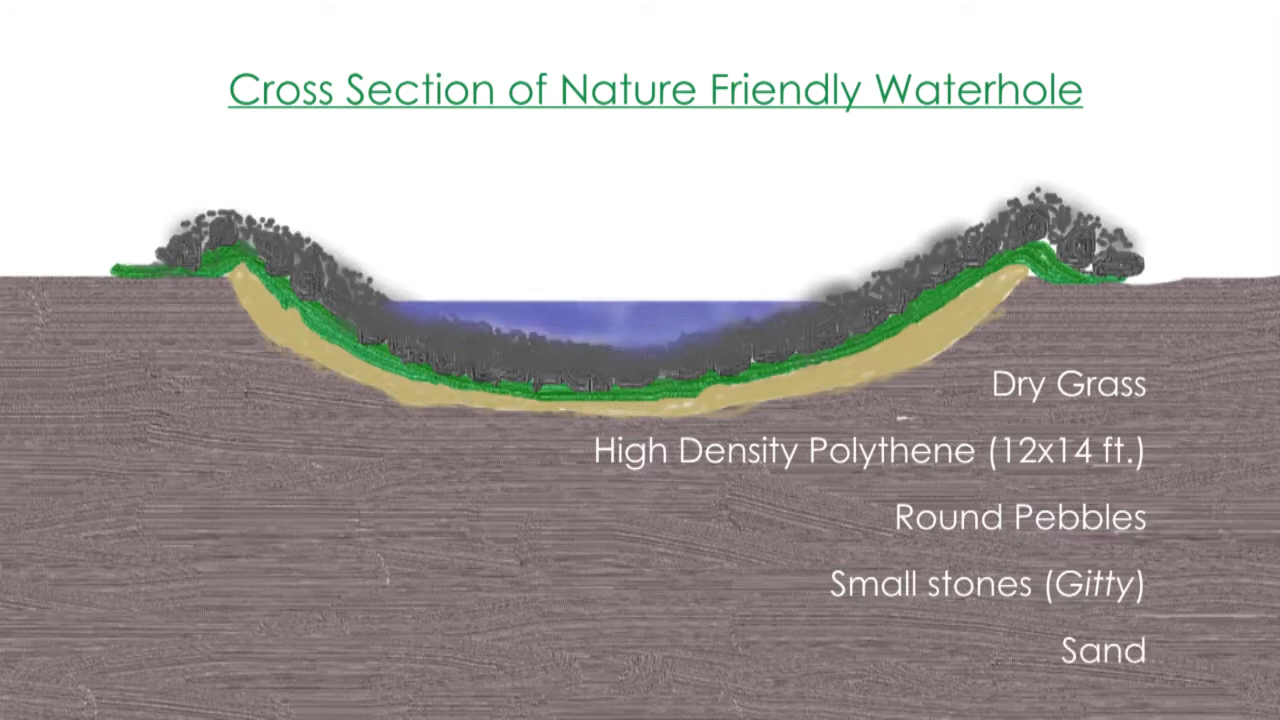 Cross Section of Nature Friendly Waterhole
Dry Grass
High Density Polythene (12x14 ft.)
Round Pebbles
Small stones (Gitty)
Sand